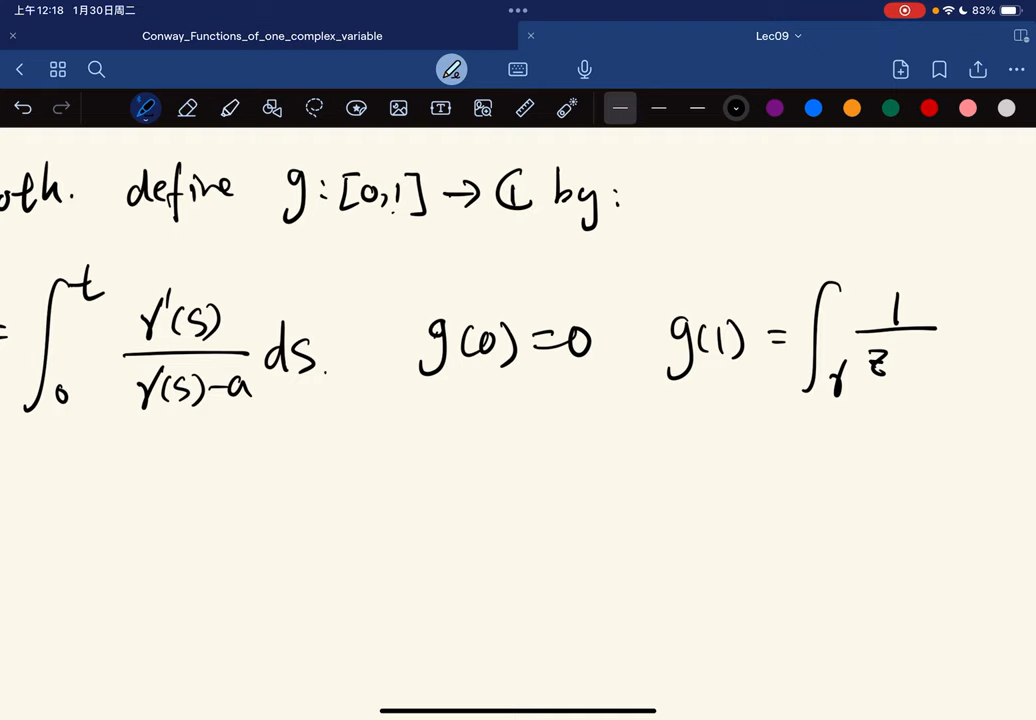 上午12:18 1月30日周二
83%
Conway_Functions_of_one_complex_variable
Lec09
oth. define g:[0,1]→ℂ by:
= ∫₀ᵗ γ'(s)/(γ(s)-a) ds. g(0)=0 g(1)=∫_γ 1/z